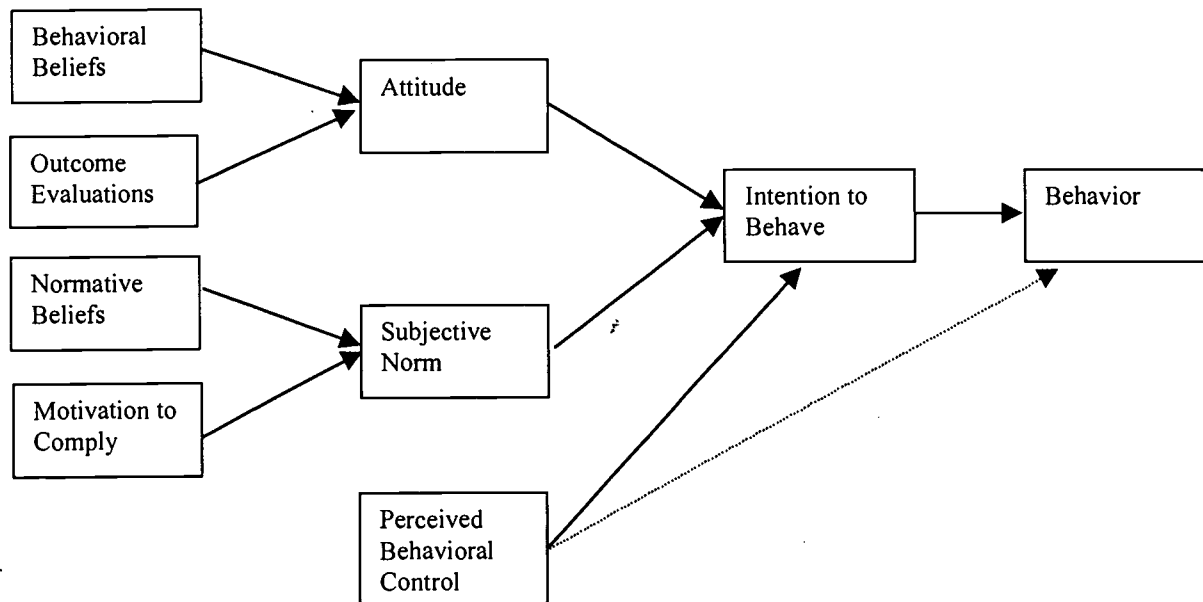 Behavioral
Beliefs
Outcome
Evaluations
Normative
Beliefs
Motivation to
Comply
Attitude
Subjective
Norm
Perceived
Behavioral
Control
Intention to
Behave
Behavior